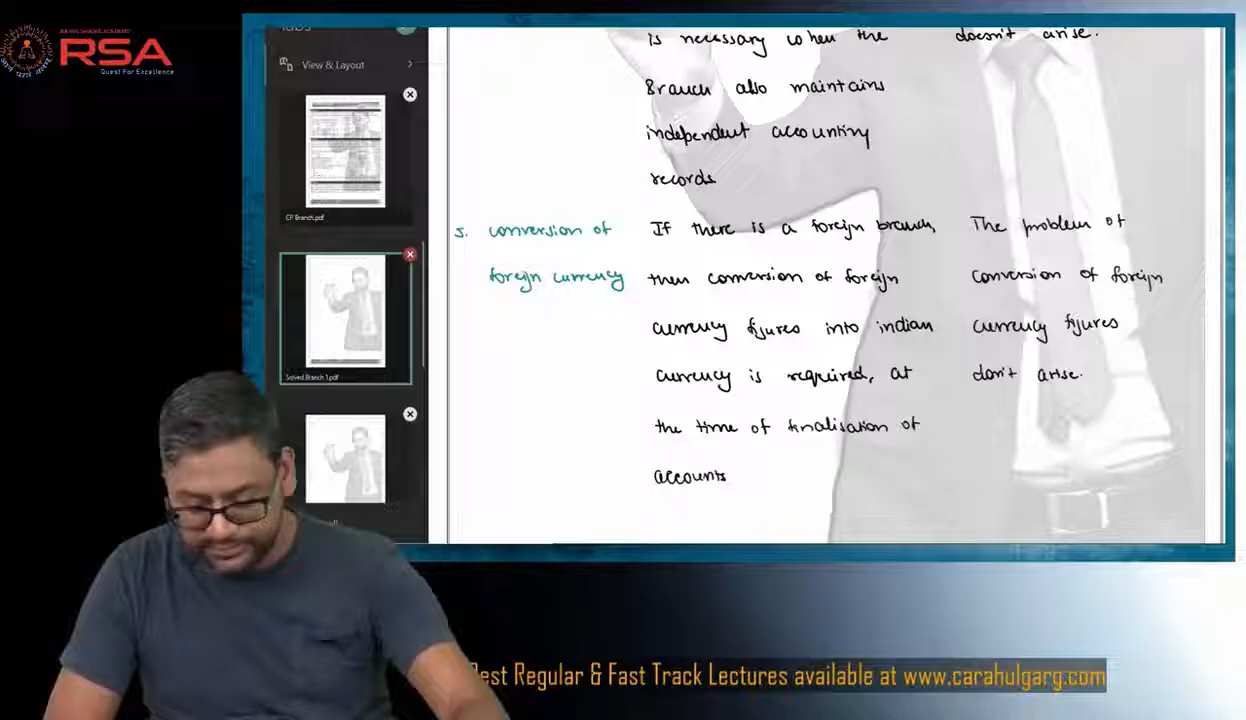 RSA
Quest For Excellence
View & Layout
CP Branch.pdf
Solved Branch 1.pdf
is necessary when the
Branch also maintains
independent accounting
records
doesn't arise.
5. conversion of
foreign currency
If there is a foreign branch,
then conversion of foreign
currency figures into indian
currency is required, at
the time of finalisation of
accounts
The problem of
conversion of foreign
currency figures
don't arise.
Best Regular & Fast Track Lectures available at www.carahulgarg.com